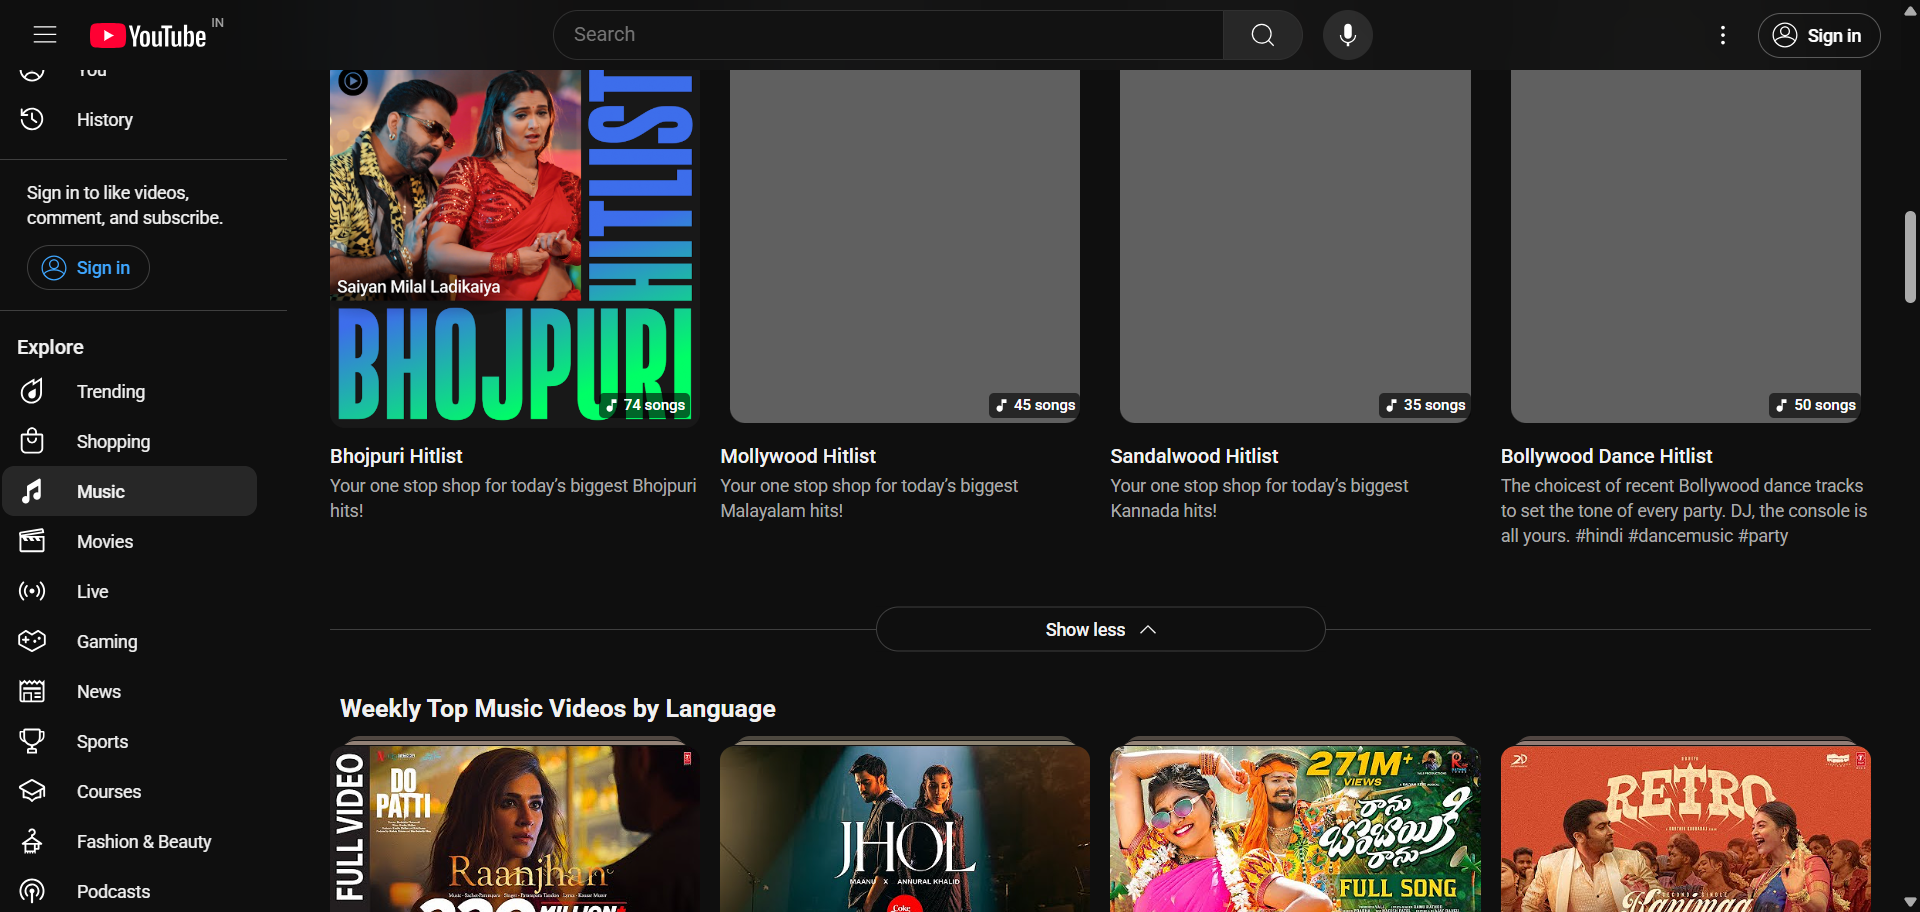 YouTube IN
Search
Sign in
You
History
Sign in to like videos,
comment, and subscribe.
Sign in
Explore
Trending
Shopping
Music
Movies
Live
Gaming
News
Sports
Courses
Fashion & Beauty
Podcasts
HITLIST
Saiyan Milal Ladikaiya
BHOJPURI
74 songs
45 songs
35 songs
50 songs
Bhojpuri Hitlist
Your one stop shop for today’s biggest Bhojpuri
hits!
Mollywood Hitlist
Your one stop shop for today’s biggest
Malayalam hits!
Sandalwood Hitlist
Your one stop shop for today’s biggest
Kannada hits!
Bollywood Dance Hitlist
The choicest of recent Bollywood dance tracks
to set the tone of every party. DJ, the console is
all yours. #hindi #dancemusic #party
Show less
Weekly Top Music Videos by Language
FULL VIDEO
DO
PATTI
Raanjhan
MILLION+
JHOL
MAANU X ANNURAL KHALID
Coke
271M+
VIEWS
రాను
బొంబాయికి
రాను
FULL SONG
2D
RETRO
Kanimaa